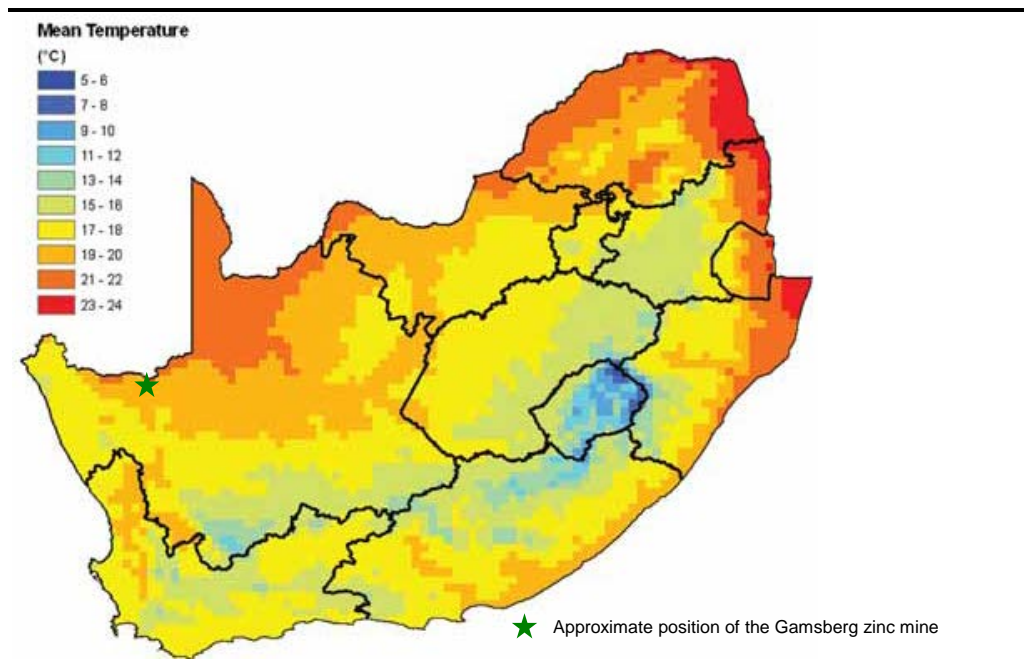 Mean Temperature
(°C)
5 - 6
7 - 8
9 - 10
11 - 12
13 - 14
15 - 16
17 - 18
19 - 20
21 - 22
23 - 24
Approximate position of the Gamsberg zinc mine